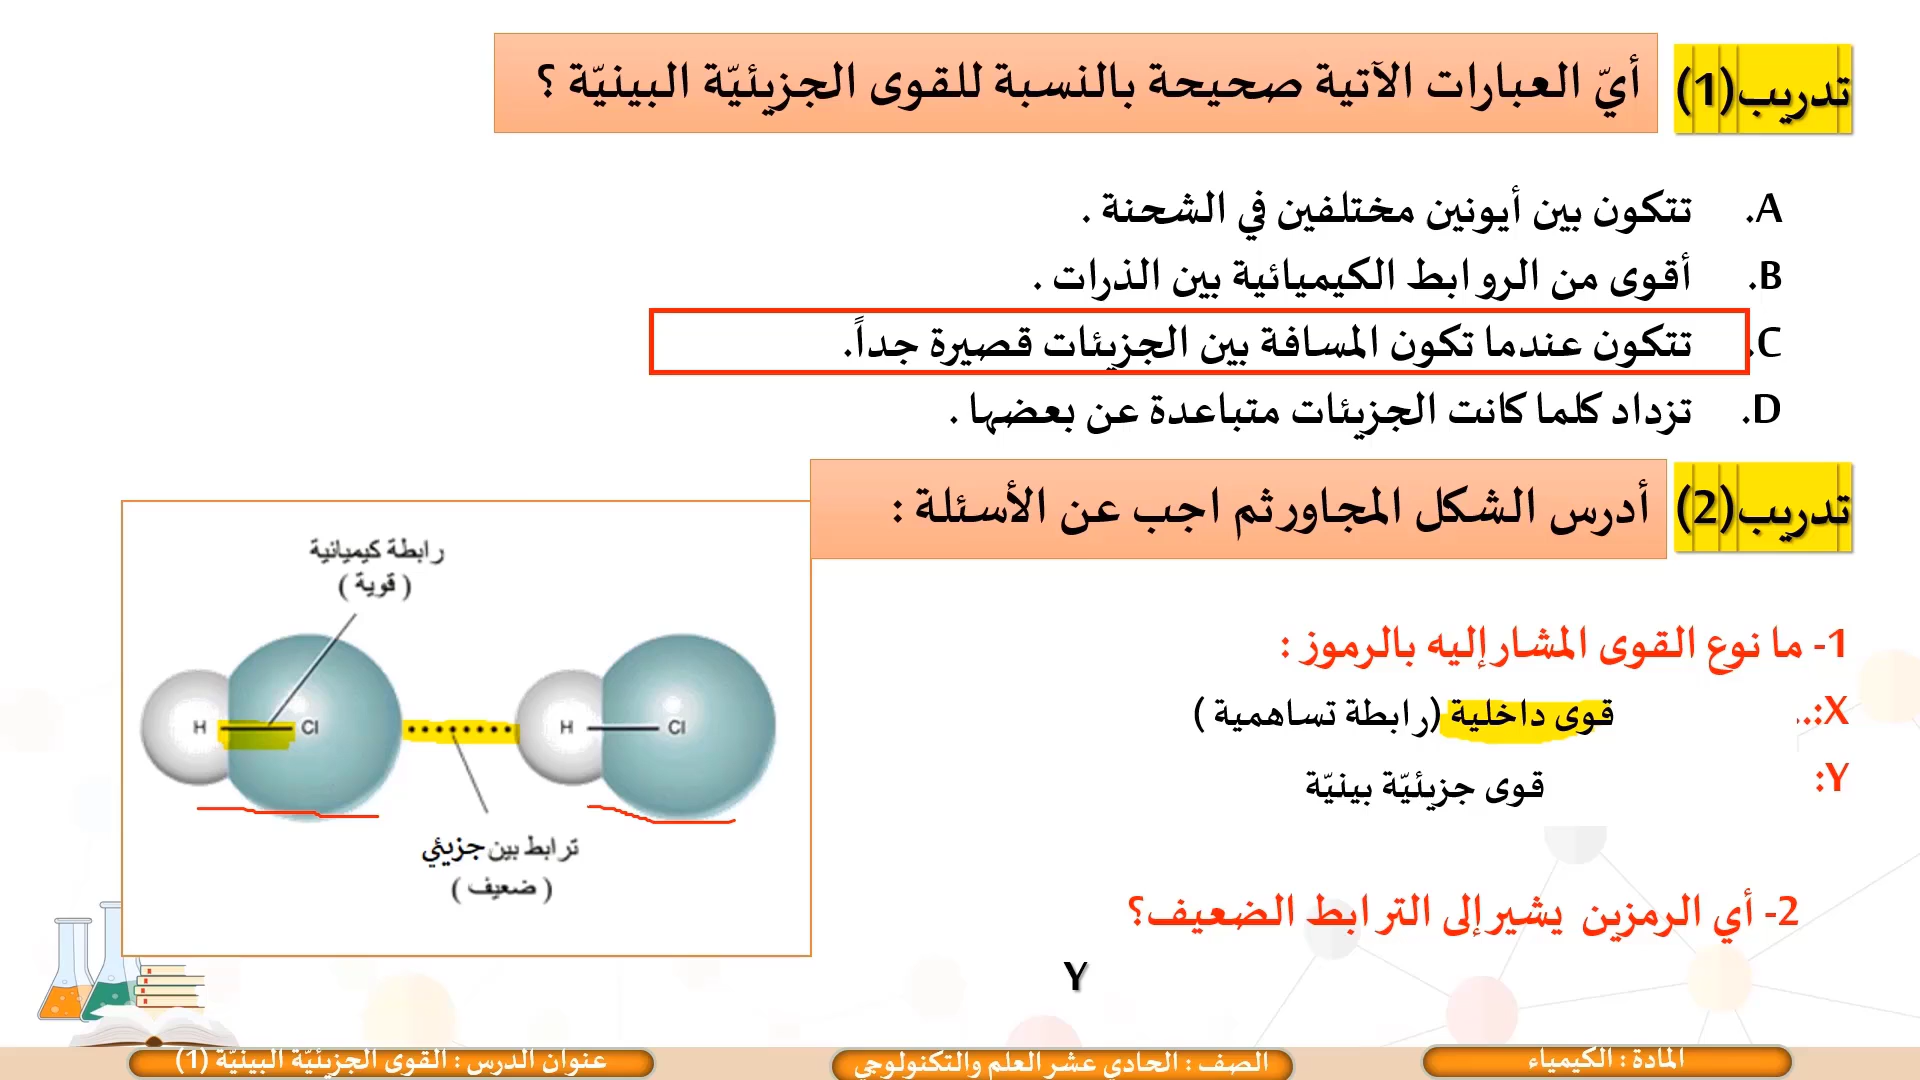 تدريب(1)
أيّ العبارات الآتية صحيحة بالنسبة للقوى الجزيئيّة البينيّة ؟
A. تتكون بين أيونين مختلفين في الشحنة .
B. أقوى من الروابط الكيميائية بين الذرات .
C. تتكون عندما تكون المسافة بين الجزيئات قصيرة جداً.
D. تزداد كلما كانت الجزيئات متباعدة عن بعضها .
تدريب(2)
أدرس الشكل المجاور ثم اجب عن الأسئلة :
رابطة كيميائية
( قوية )
H Cl H Cl
ترابط بين جزيئي
( ضعيف )
1- ما نوع القوى المشار إليه بالرموز :
X:.. قوى داخلية (رابطة تساهمية )
Y: قوى جزيئيّة بينيّة
2- أي الرمزين يشير إلى الترابط الضعيف؟
Y
المادة : الكيمياء
الصف : الحادي عشر العلم والتكنولوجي
عنوان الدرس : القوى الجزيئيّة البينيّة (1)